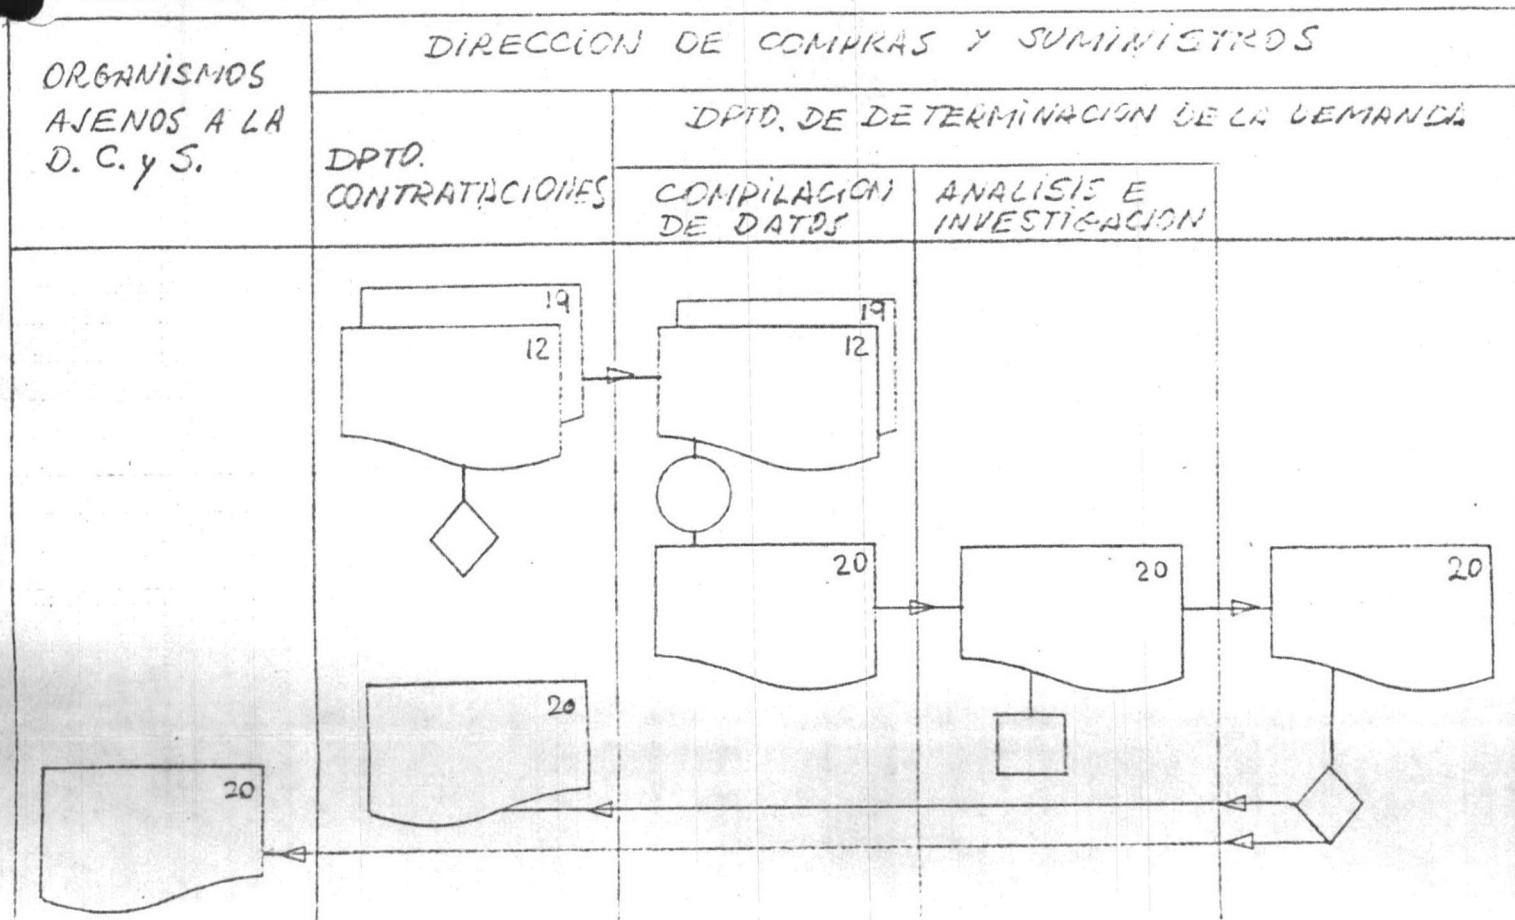 DIRECCION DE COMPRAS Y SUMINISTROS
ORGANISMOS
AJENOS A LA
D. C. y S.
DPTO.
CONTRATACIONES
DPTO. DE DETERMINACION DE LA DEMANDA
COMPILACION
DE DATOS
ANALISIS E
INVESTIGACION
19
12
19
12
20
20
20
20
20